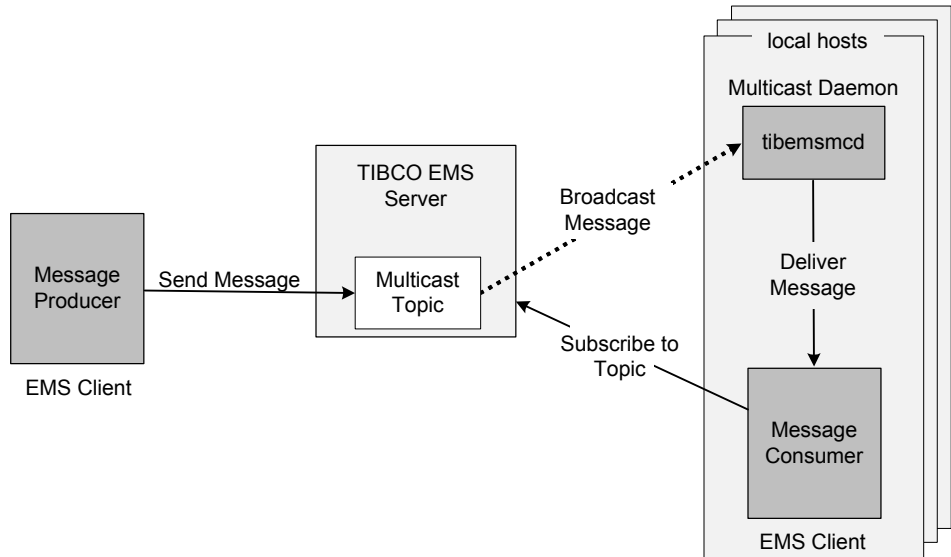 local hosts
Multicast Daemon
tibemsmcd
TIBCO EMS
Server
Broadcast
Message
Message
Producer
Send Message
Multicast
Topic
Deliver
Message
Subscribe to
Topic
EMS Client
Message
Consumer
EMS Client